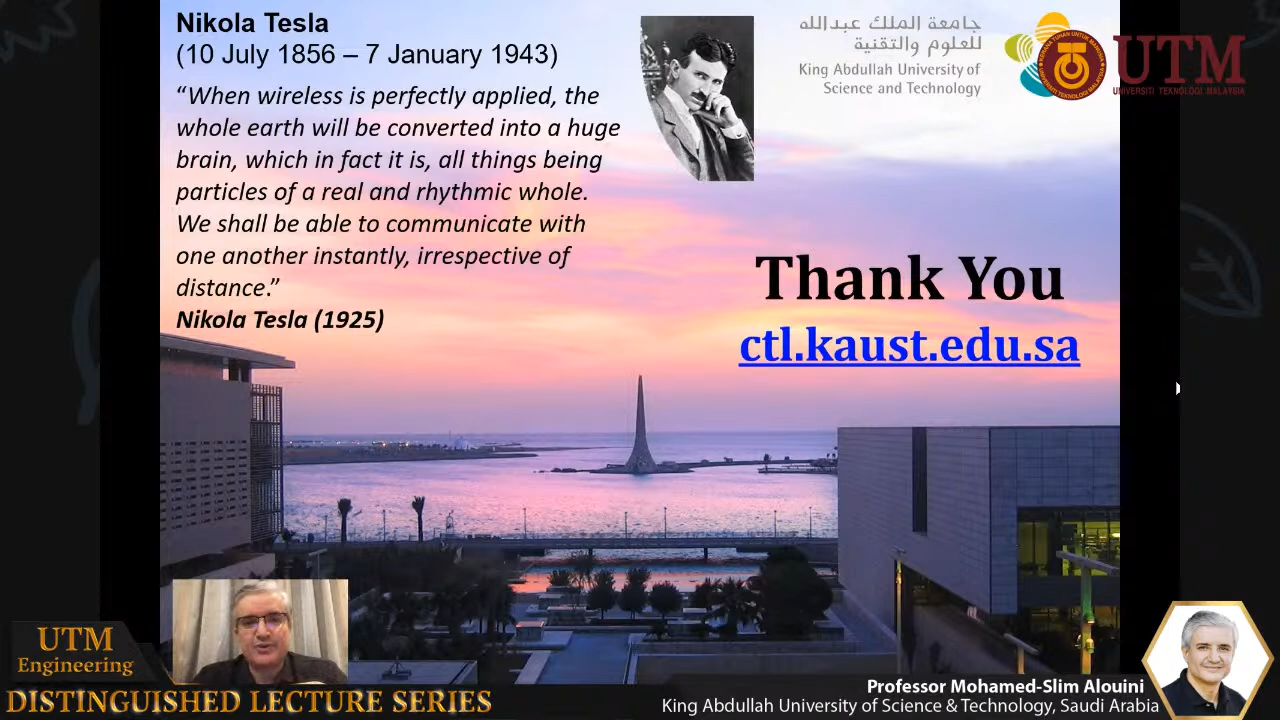 Nikola Tesla
(10 July 1856 – 7 January 1943)
“When wireless is perfectly applied, the
whole earth will be converted into a huge
brain, which in fact it is, all things being
particles of a real and rhythmic whole.
We shall be able to communicate with
one another instantly, irrespective of
distance.”
Nikola Tesla (1925)
جامعة الملك عبدالله
للعلوم والتقنية
King Abdullah University of
Science and Technology
UTM
UNIVERSITI TEKNOLOGI MALAYSIA
Thank You
ctl.kaust.edu.sa
UTM
Engineering
DISTINGUISHED LECTURE SERIES
Professor Mohamed-Slim Alouini
King Abdullah University of Science & Technology, Saudi Arabia